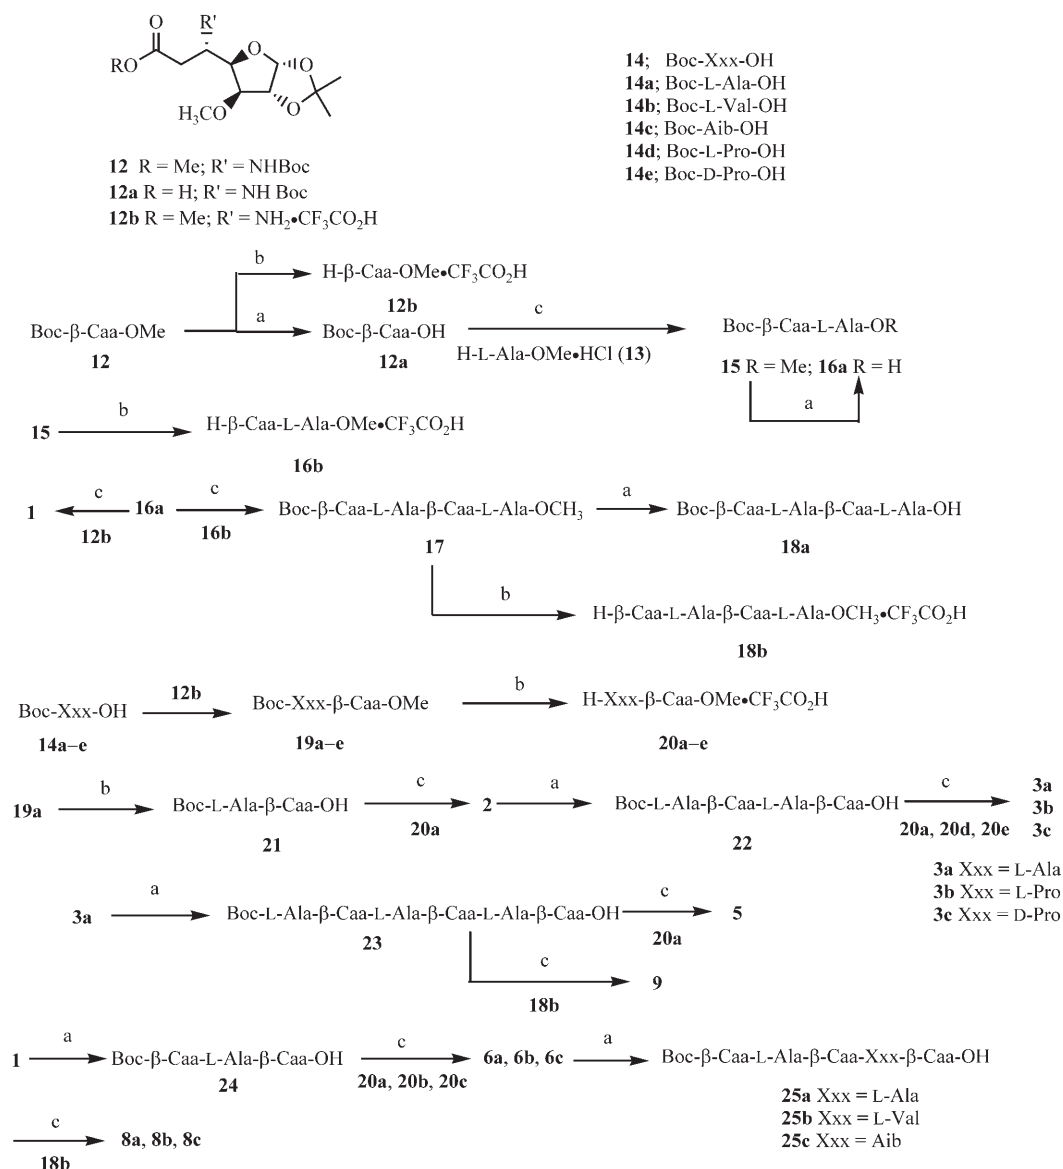 O
R'
RO
O
O
H₃CO
O
12 R = Me; R' = NHBoc
12a R = H; R' = NH Boc
12b R = Me; R' = NH₂•CF₃CO₂H
14; Boc-Xxx-OH
14a; Boc-L-Ala-OH
14b; Boc-L-Val-OH
14c; Boc-Aib-OH
14d; Boc-L-Pro-OH
14e; Boc-D-Pro-OH
b
H-β-Caa-OMe•CF₃CO₂H
12b
Boc-β-Caa-OMe
12
a
Boc-β-Caa-OH
12a
c
H-L-Ala-OMe•HCl (13)
Boc-β-Caa-L-Ala-OR
15 R = Me; 16a R = H
a
15
b
H-β-Caa-L-Ala-OMe•CF₃CO₂H
16b
1
c
12b
16a
c
16b
Boc-β-Caa-L-Ala-β-Caa-L-Ala-OCH₃
17
a
Boc-β-Caa-L-Ala-β-Caa-L-Ala-OH
18a
b
H-β-Caa-L-Ala-β-Caa-L-Ala-OCH₃•CF₃CO₂H
18b
Boc-Xxx-OH
14a–e
12b
Boc-Xxx-β-Caa-OMe
19a–e
b
H-Xxx-β-Caa-OMe•CF₃CO₂H
20a–e
19a
b
Boc-L-Ala-β-Caa-OH
21
c
20a
2
a
Boc-L-Ala-β-Caa-L-Ala-β-Caa-OH
22
c
20a, 20d, 20e
3a
3b
3c
3a Xxx = L-Ala
3b Xxx = L-Pro
3c Xxx = D-Pro
3a
a
Boc-L-Ala-β-Caa-L-Ala-β-Caa-L-Ala-β-Caa-OH
23
c
20a
5
c
18b
9
1
a
Boc-β-Caa-L-Ala-β-Caa-OH
24
c
20a, 20b, 20c
6a, 6b, 6c
a
Boc-β-Caa-L-Ala-β-Caa-Xxx-β-Caa-OH
25a Xxx = L-Ala
25b Xxx = L-Val
25c Xxx = Aib
c
18b
8a, 8b, 8c